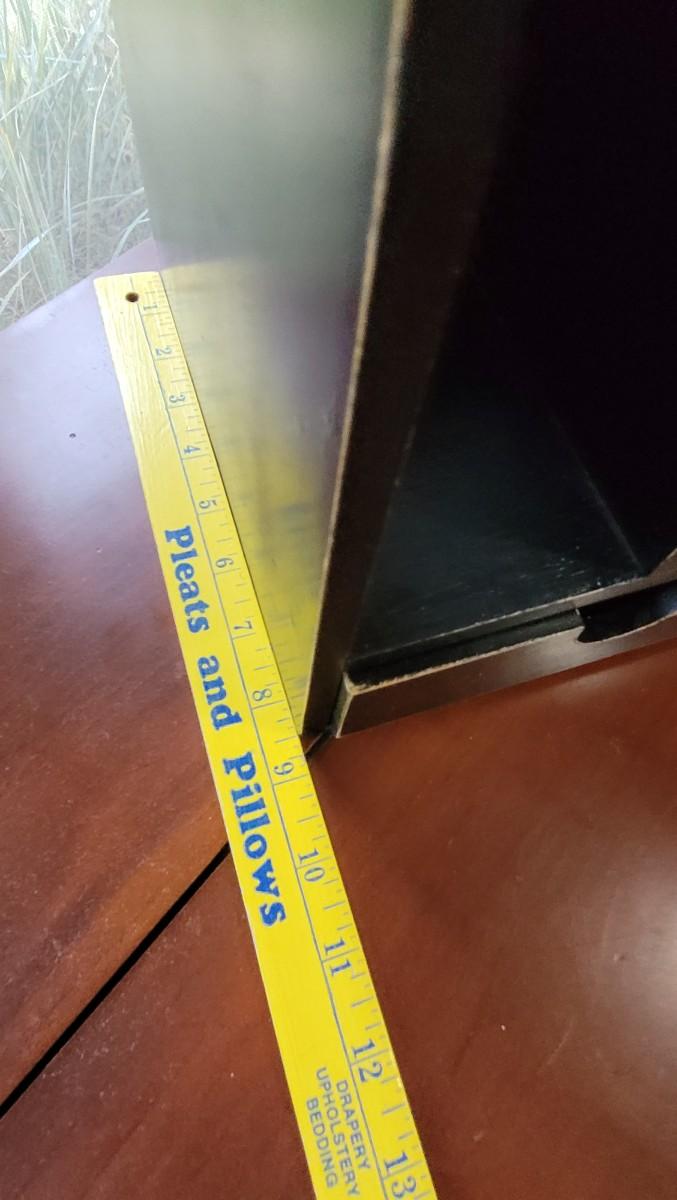 1 2 3 4 5 6 7 8 9 10 11 12 13
Pleats and Pillows
DRAPERY
UPHOLSTERY
BEDDING